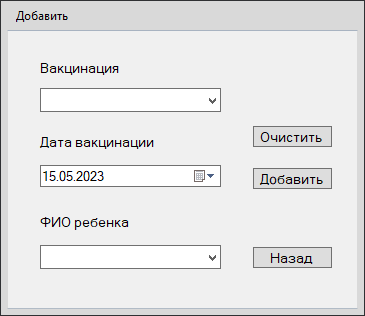 Добавить
Вакцинация
Очистить
Дата вакцинации
15.05.2023
Добавить
ФИО ребенка
Назад